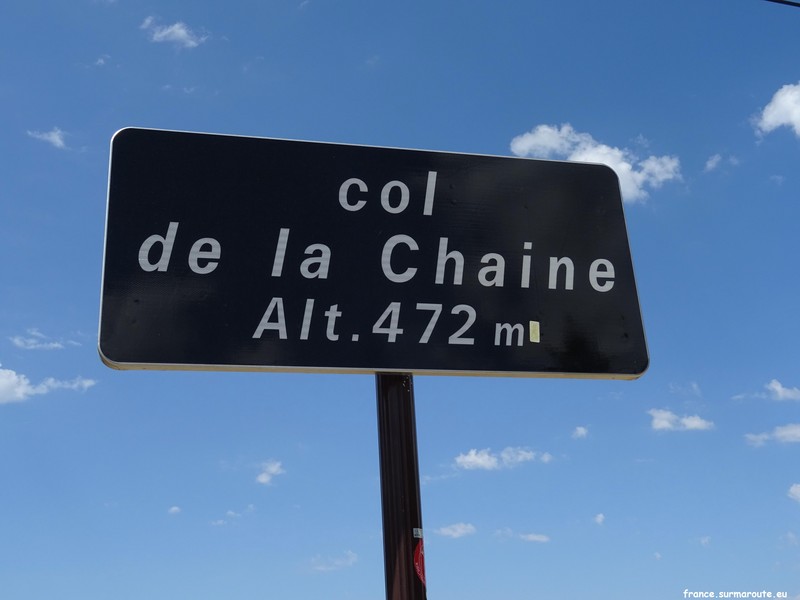 col
de la Chaine
Alt. 472 m
france.surmaroute.eu